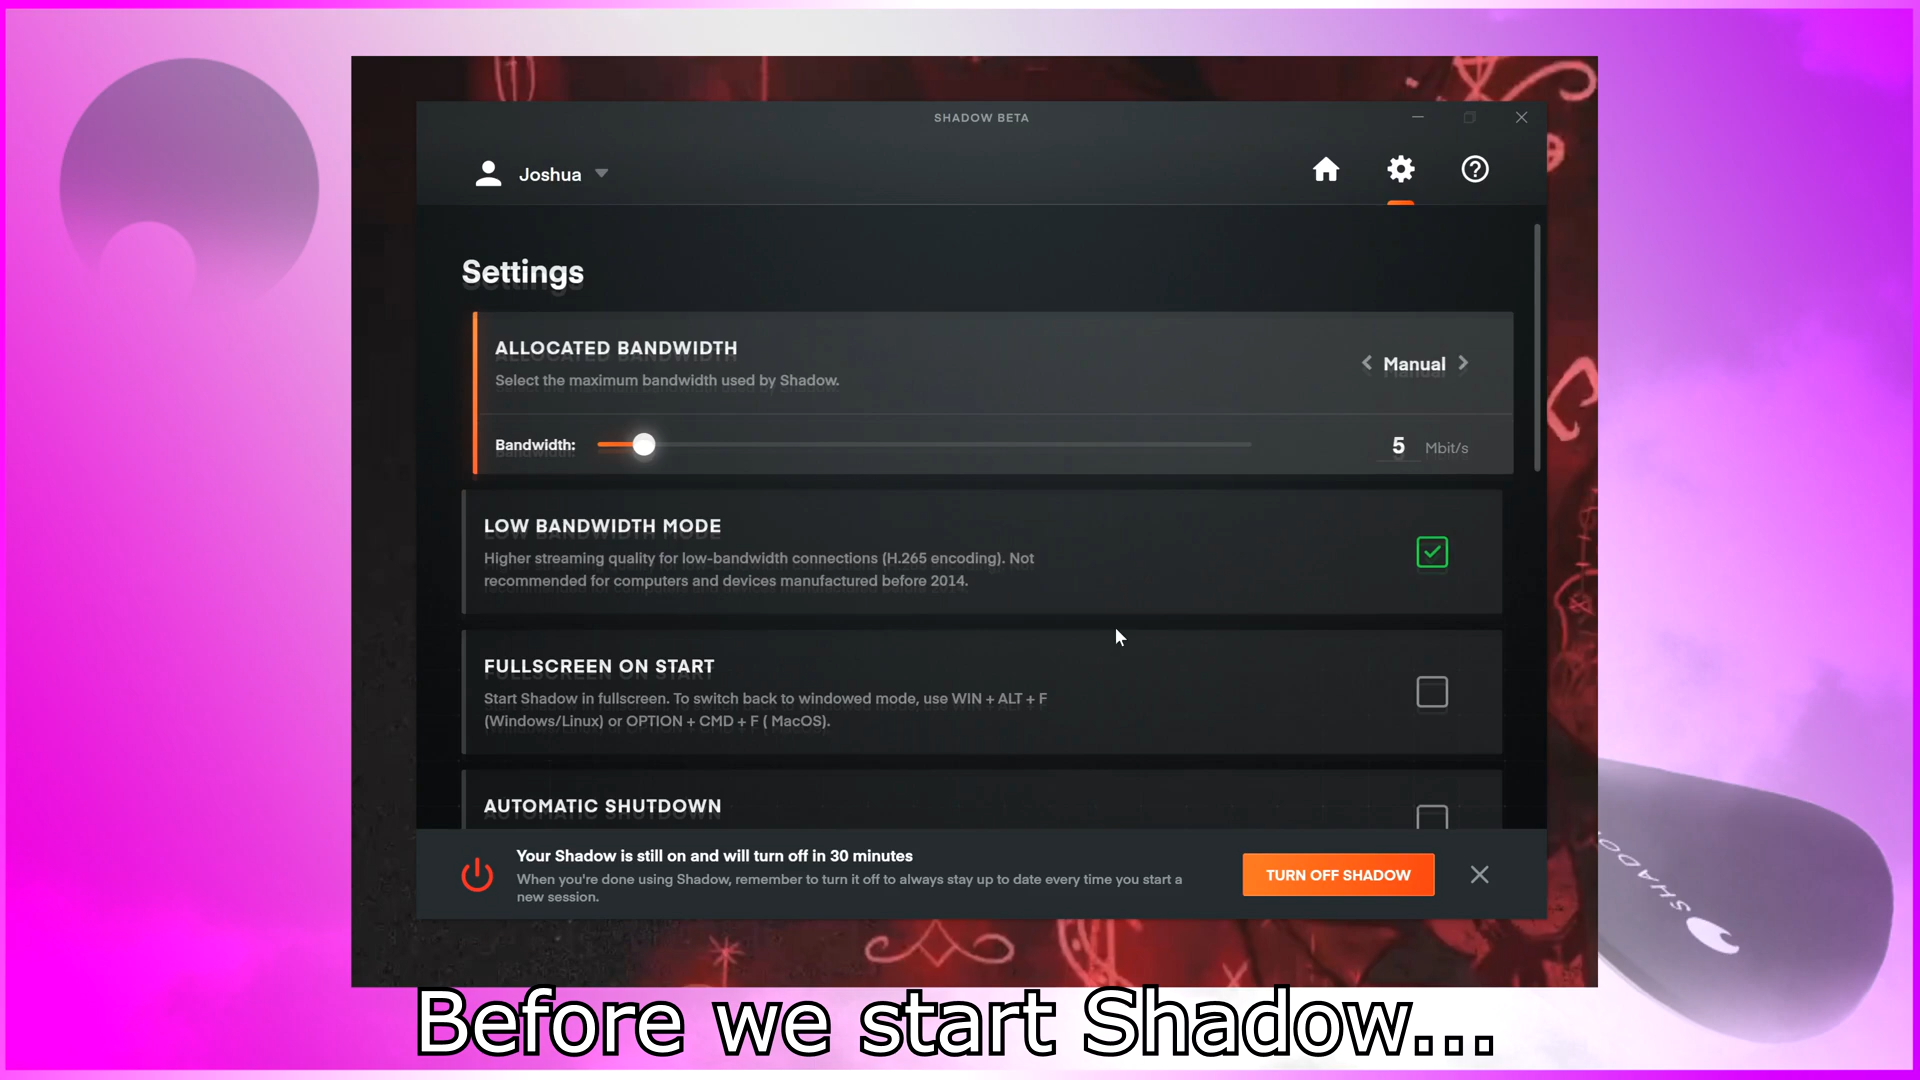 SHADOW BETA
Joshua
Settings
ALLOCATED BANDWIDTH
Select the maximum bandwidth used by Shadow.
Manual
Bandwidth:
5 Mbit/s
LOW BANDWIDTH MODE
Higher streaming quality for low-bandwidth connections (H.265 encoding). Not
recommended for computers and devices manufactured before 2014.
FULLSCREEN ON START
Start Shadow in fullscreen. To switch back to windowed mode, use WIN + ALT + F
(Windows/Linux) or OPTION + CMD + F ( MacOS).
AUTOMATIC SHUTDOWN
Your Shadow is still on and will turn off in 30 minutes
When you're done using Shadow, remember to turn it off to always stay up to date every time you start a
new session.
TURN OFF SHADOW
SHADOW
Before we start Shadow...